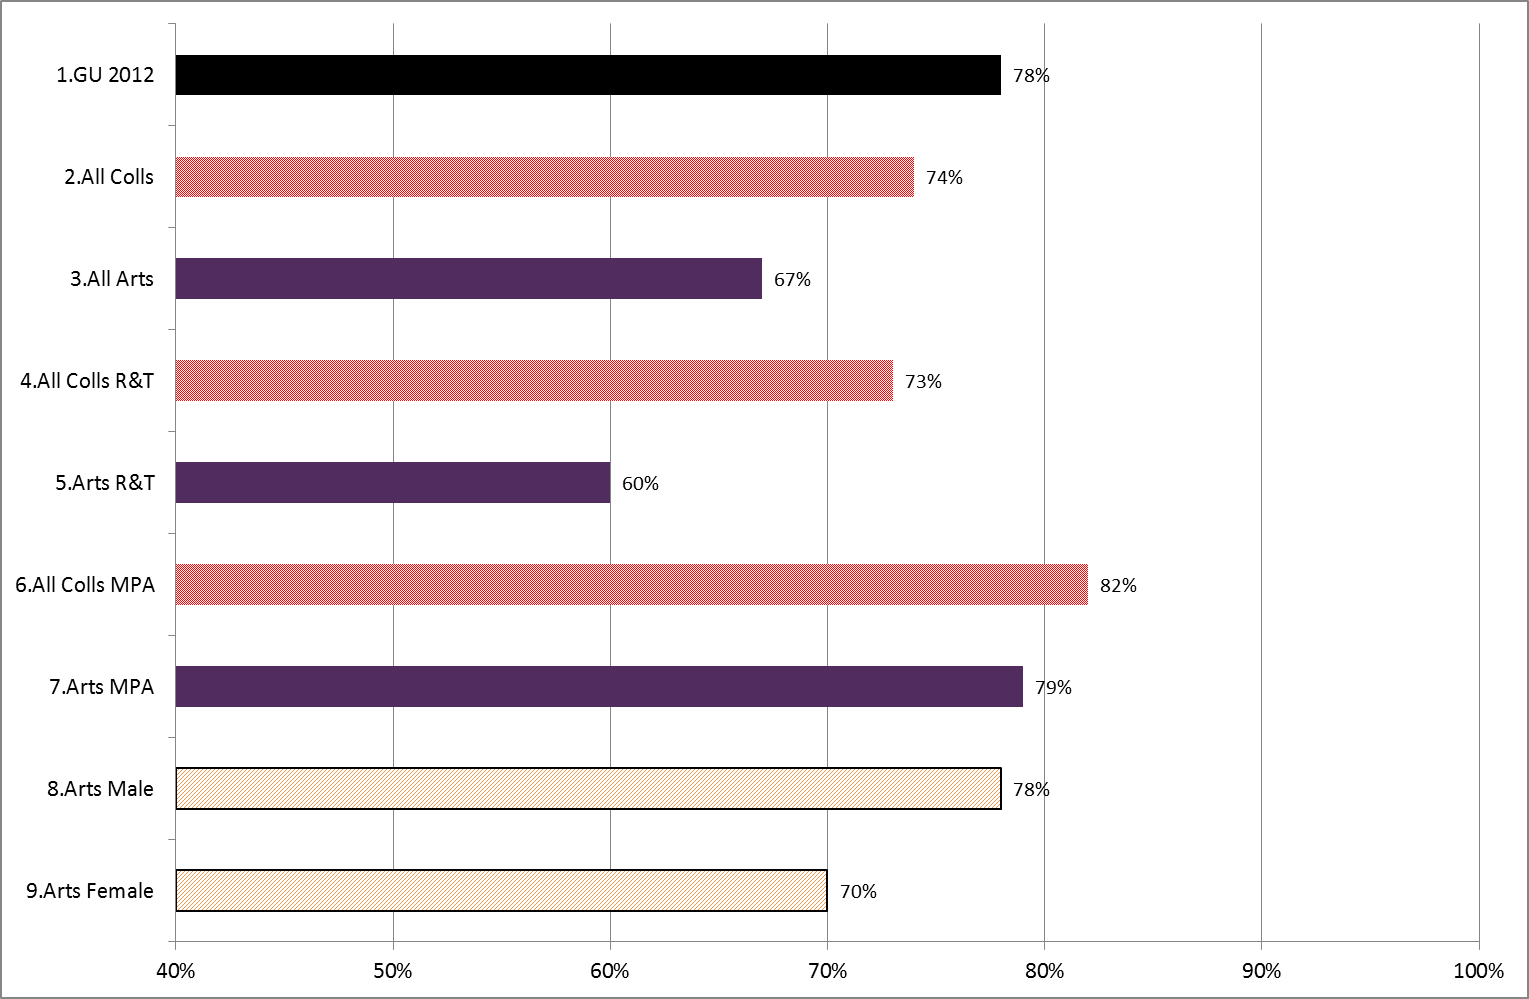 1.GU 2012
78%
2.All Colls
74%
3.All Arts
67%
4.All Colls R&T
73%
5.Arts R&T
60%
6.All Colls MPA
82%
7.Arts MPA
79%
8.Arts Male
78%
9.Arts Female
70%
40% 50% 60% 70% 80% 90% 100%